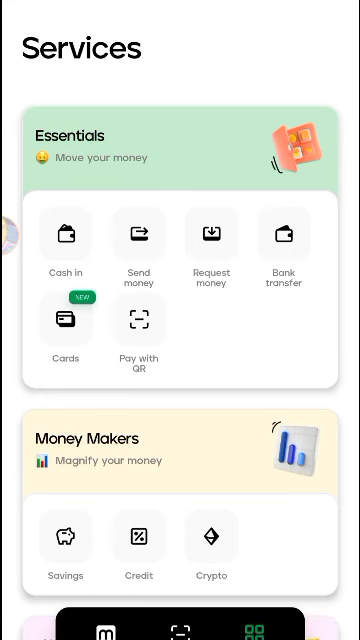 Services
Essentials
Move your money
Cash in
Send
money
Request
money
Bank
transfer
NEW
Cards
Pay with
QR
Money Makers
Magnify your money
Savings
Credit
Crypto